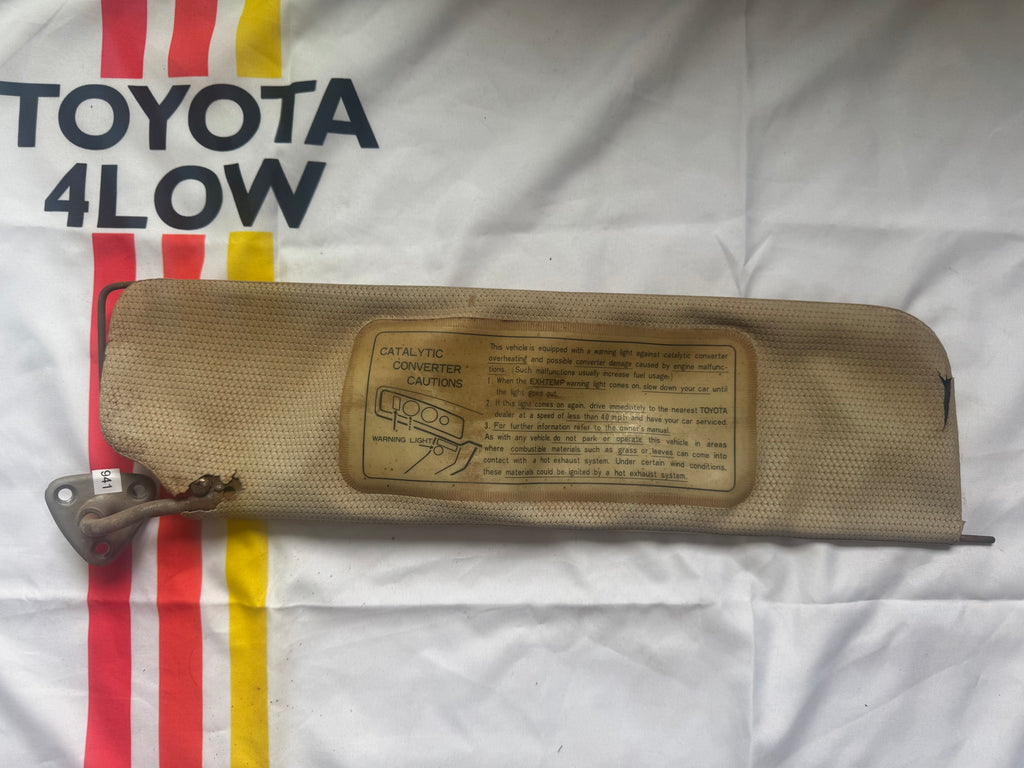 TOYOTA
4LOW
CATALYTIC
CONVERTER
CAUTIONS
WARNING LIGHT
This vehicle is equipped with a warning light against catalytic converter
overheating and possible converter damage caused by engine malfunc-
tions. (Such malfunctions usually increase fuel usage.)
1. When the EXHTEMP warning light comes on, slow down your car until
the light goes out.
2. If this light comes on again, drive immediately to the nearest TOYOTA
dealer at a speed of less than 40 mph and have your car serviced.
3. For further information refer to the owner's manual.
As with any vehicle, do not park or operate this vehicle in areas
where combustible materials such as grass or leaves can come into
contact with a hot exhaust system. Under certain wind conditions,
these materials could be ignited by a hot exhaust system.
941